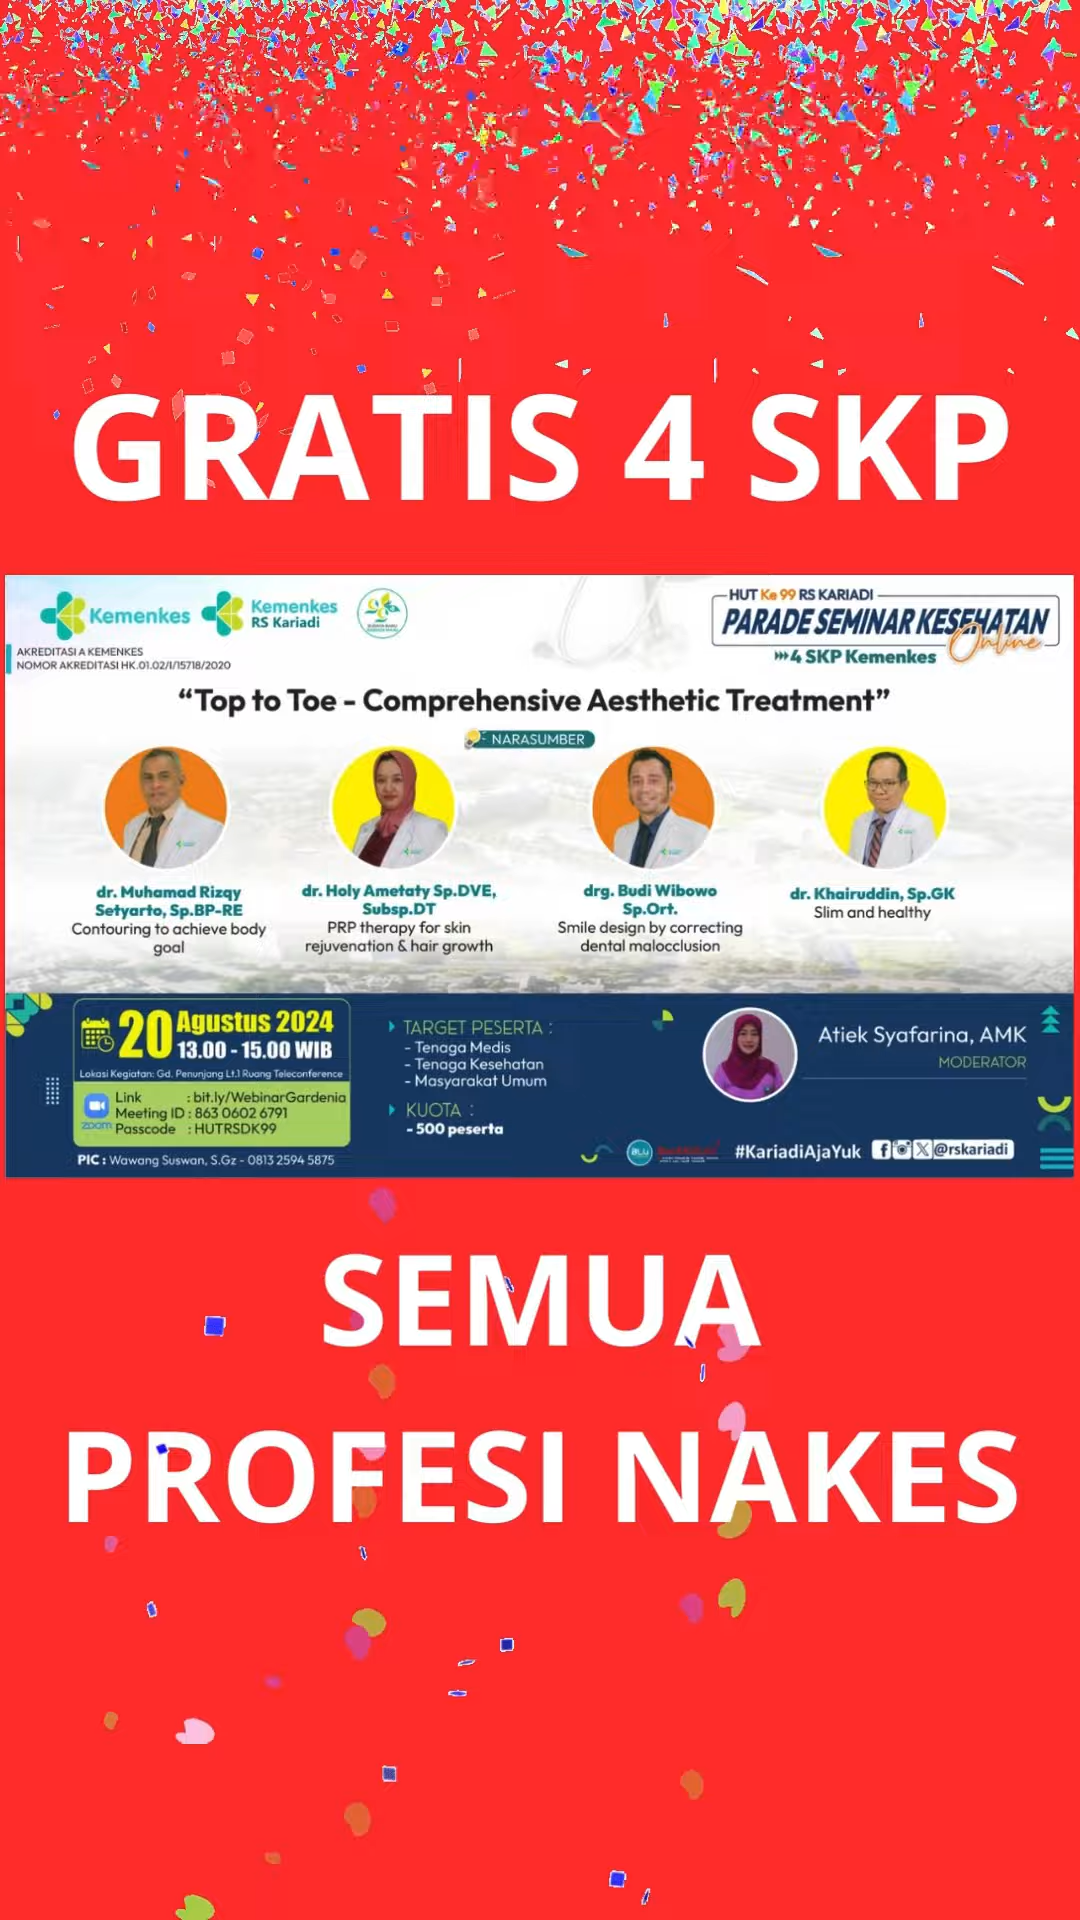 GRATIS 4 SKP
Kemenkes
Kemenkes
RS Kariadi
AKREDITASI A KEMENKES
NOMOR AKREDITASI HK.01.02/I/15718/2020
HUT Ke 99 RS KARIADI
PARADE SEMINAR KESEHATAN
Online
4 SKP Kemenkes
“Top to Toe - Comprehensive Aesthetic Treatment”
NARASUMBER
dr. Muhamad Rizqy
Setyarto, Sp.BP-RE
Contouring to achieve body
goal
dr. Holy Ametaty Sp.DVE,
Subsp.DT
PRP therapy for skin
rejuvenation & hair growth
drg. Budi Wibowo
Sp.Ort.
Smile design by correcting
dental malocclusion
dr. Khairuddin, Sp.GK
Slim and healthy
20 Agustus 2024
13.00 - 15.00 WIB
Lokasi Kegiatan: Gd. Penunjang Lt.1 Ruang Teleconference
zoom
Link : bit.ly/WebinarGardenia
Meeting ID : 863 0602 6791
Passcode : HUTRSDK99
PIC : Wawang Suswan, S.Gz - 0813 2594 5875
TARGET PESERTA :
- Tenaga Medis
- Tenaga Kesehatan
- Masyarakat Umum
KUOTA :
- 500 peserta
Atiek Syafarina, AMK
MODERATOR
BLU
#KariadiAjaYuk
@rskariadi
SEMUA
PROFESI NAKES